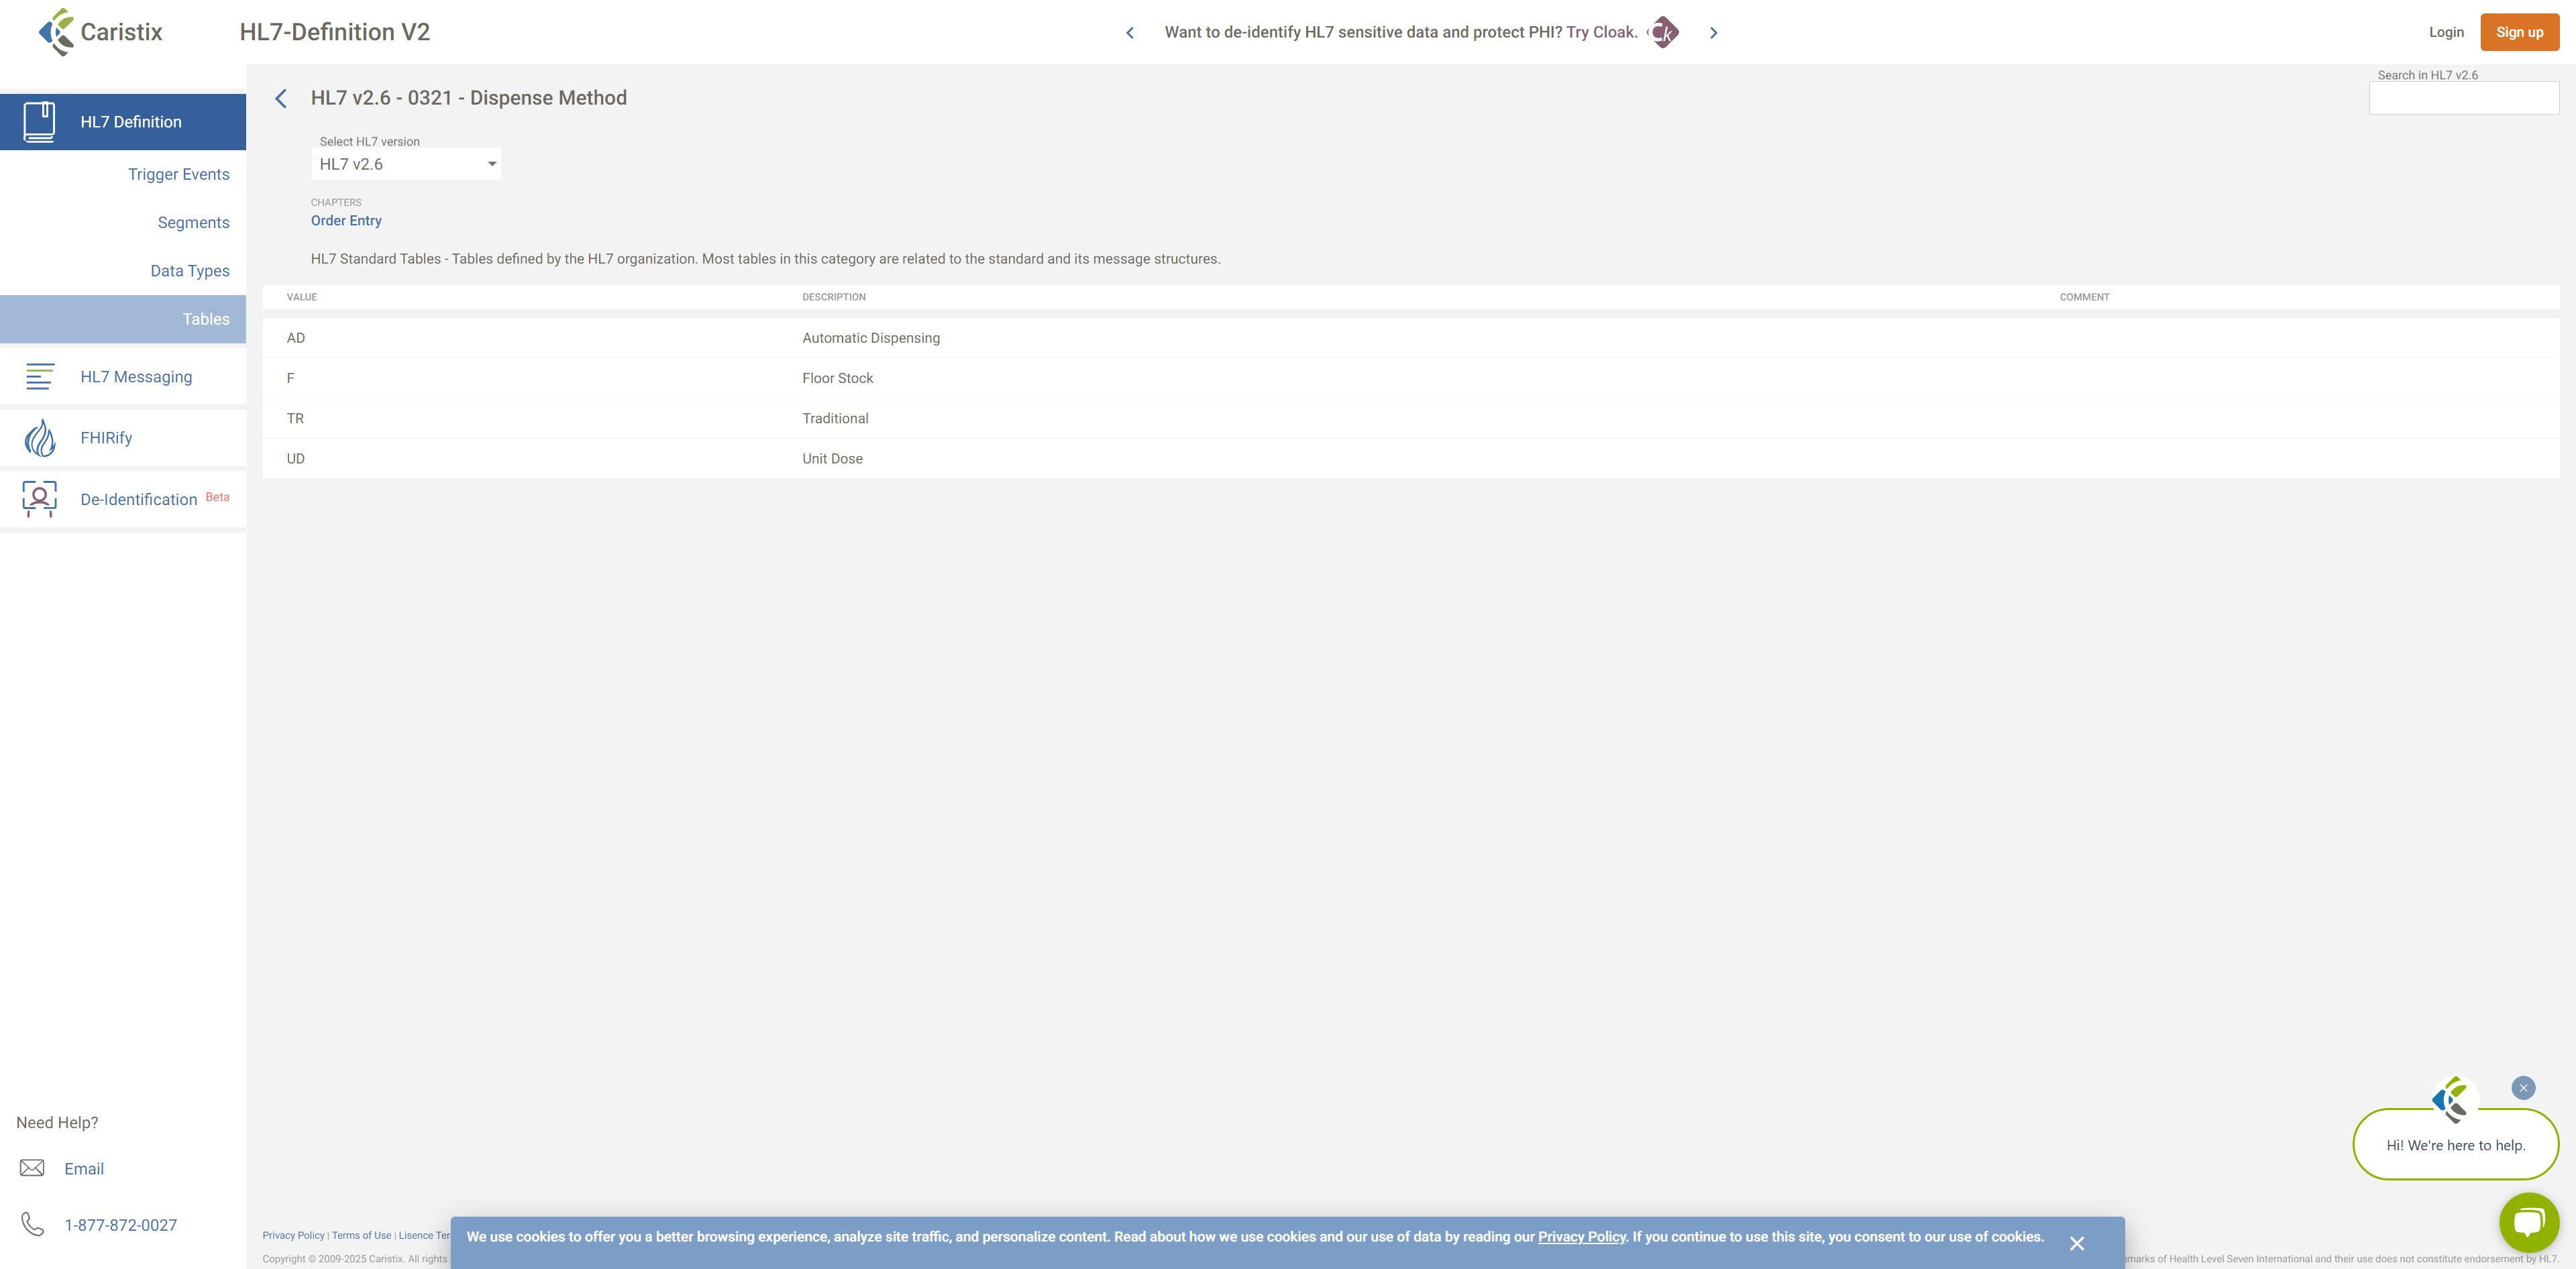 Caristix
HL7-Definition V2
Want to de-identify HL7 sensitive data and protect PHI? Try Cloak.
Ck
Login
Sign up
HL7 Definition
Trigger Events
Segments
Data Types
Tables
HL7 Messaging
FHIRify
De-Identification Beta
Need Help?
Email
1-877-872-0027
HL7 v2.6 - 0321 - Dispense Method
Search in HL7 v2.6
Select HL7 version
HL7 v2.6
CHAPTERS
Order Entry
HL7 Standard Tables - Tables defined by the HL7 organization. Most tables in this category are related to the standard and its message structures.
VALUE DESCRIPTION COMMENT
AD Automatic Dispensing
F Floor Stock
TR Traditional
UD Unit Dose
Hi! We're here to help.
Privacy Policy | Terms of Use | Lisence Ter
We use cookies to offer you a better browsing experience, analyze site traffic, and personalize content. Read about how we use cookies and our use of data by reading our Privacy Policy. If you continue to use this site, you consent to our use of cookies.
Copyright © 2009-2025 Caristix. All rights
emarks of Health Level Seven International and their use does not constitute endorsement by HL7.